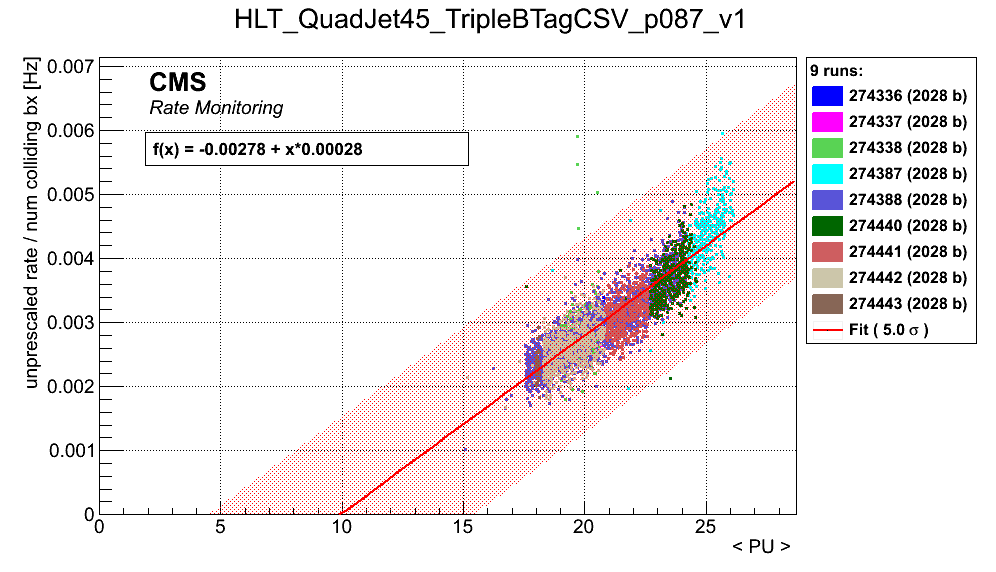 HLT_QuadJet45_TripleBTagCSV_p087_v1
unprescaled rate / num colliding bx [Hz]
0.007
0.006
0.005
0.004
0.003
0.002
0.001
0
CMS
Rate Monitoring
f(x) = -0.00278 + x*0.00028
0 5 10 15 20 25
< PU >
9 runs:
274336 (2028 b)
274337 (2028 b)
274338 (2028 b)
274387 (2028 b)
274388 (2028 b)
274440 (2028 b)
274441 (2028 b)
274442 (2028 b)
274443 (2028 b)
Fit ( 5.0 σ )